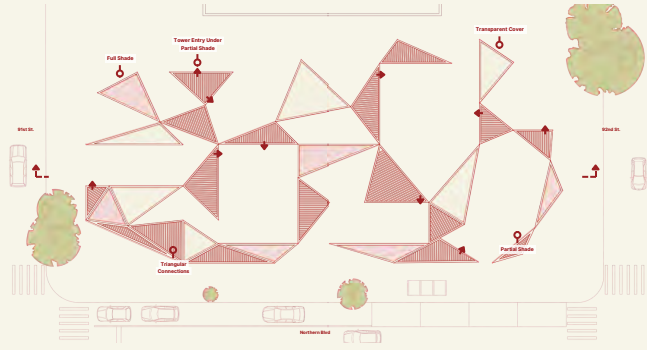 Transparent Cover
Tower Entry Under
Partial Shade
Full Shade
91st St.
92nd St.
Partial Shade
Triangular
Connections
Northern Blvd